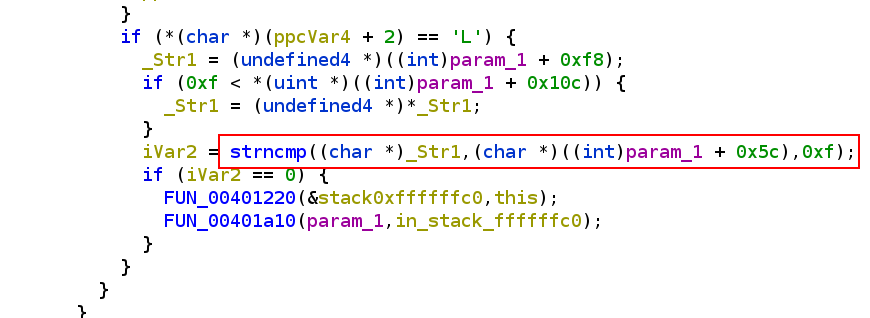 }
if (*(char *)(ppcVar4 + 2) == 'L') {
_Str1 = (undefined4 *)((int)param_1 + 0xf8);
if (0xf < *(uint *)((int)param_1 + 0x10c)) {
_Str1 = (undefined4 *)*_Str1;
}
iVar2 = strncmp((char *)_Str1,(char *)((int)param_1 + 0x5c),0xf);
if (iVar2 == 0) {
FUN_00401220(&stack0xffffffc0,this);
FUN_00401a10(param_1,in_stack_ffffffc0);
}
}
}
}